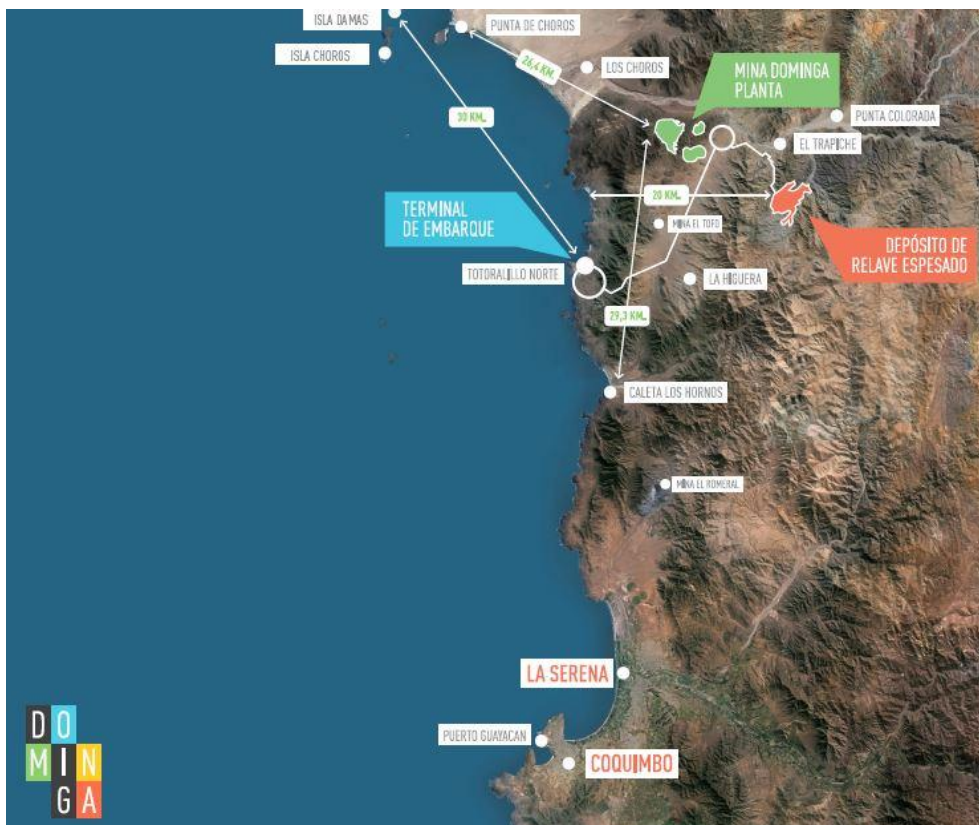 ISLA DAMAS
PUNTA DE CHOROS
ISLA CHOROS
26,4 KM.
LOS CHOROS
MINA DOMINGA
PLANTA
30 KM.
PUNTA COLORADA
EL TRAPICHE
20 KM.
TERMINAL
DE EMBARQUE
MINA EL TOFO
DEPÓSITO DE
RELAVE ESPESADO
TOTORALILLO NORTE
LA HIGUERA
29,3 KM.
CALETA LOS HORNOS
MINA EL ROMERAL
LA SERENA
PUERTO GUAYACAN
COQUIMBO
DO
MIN
GA